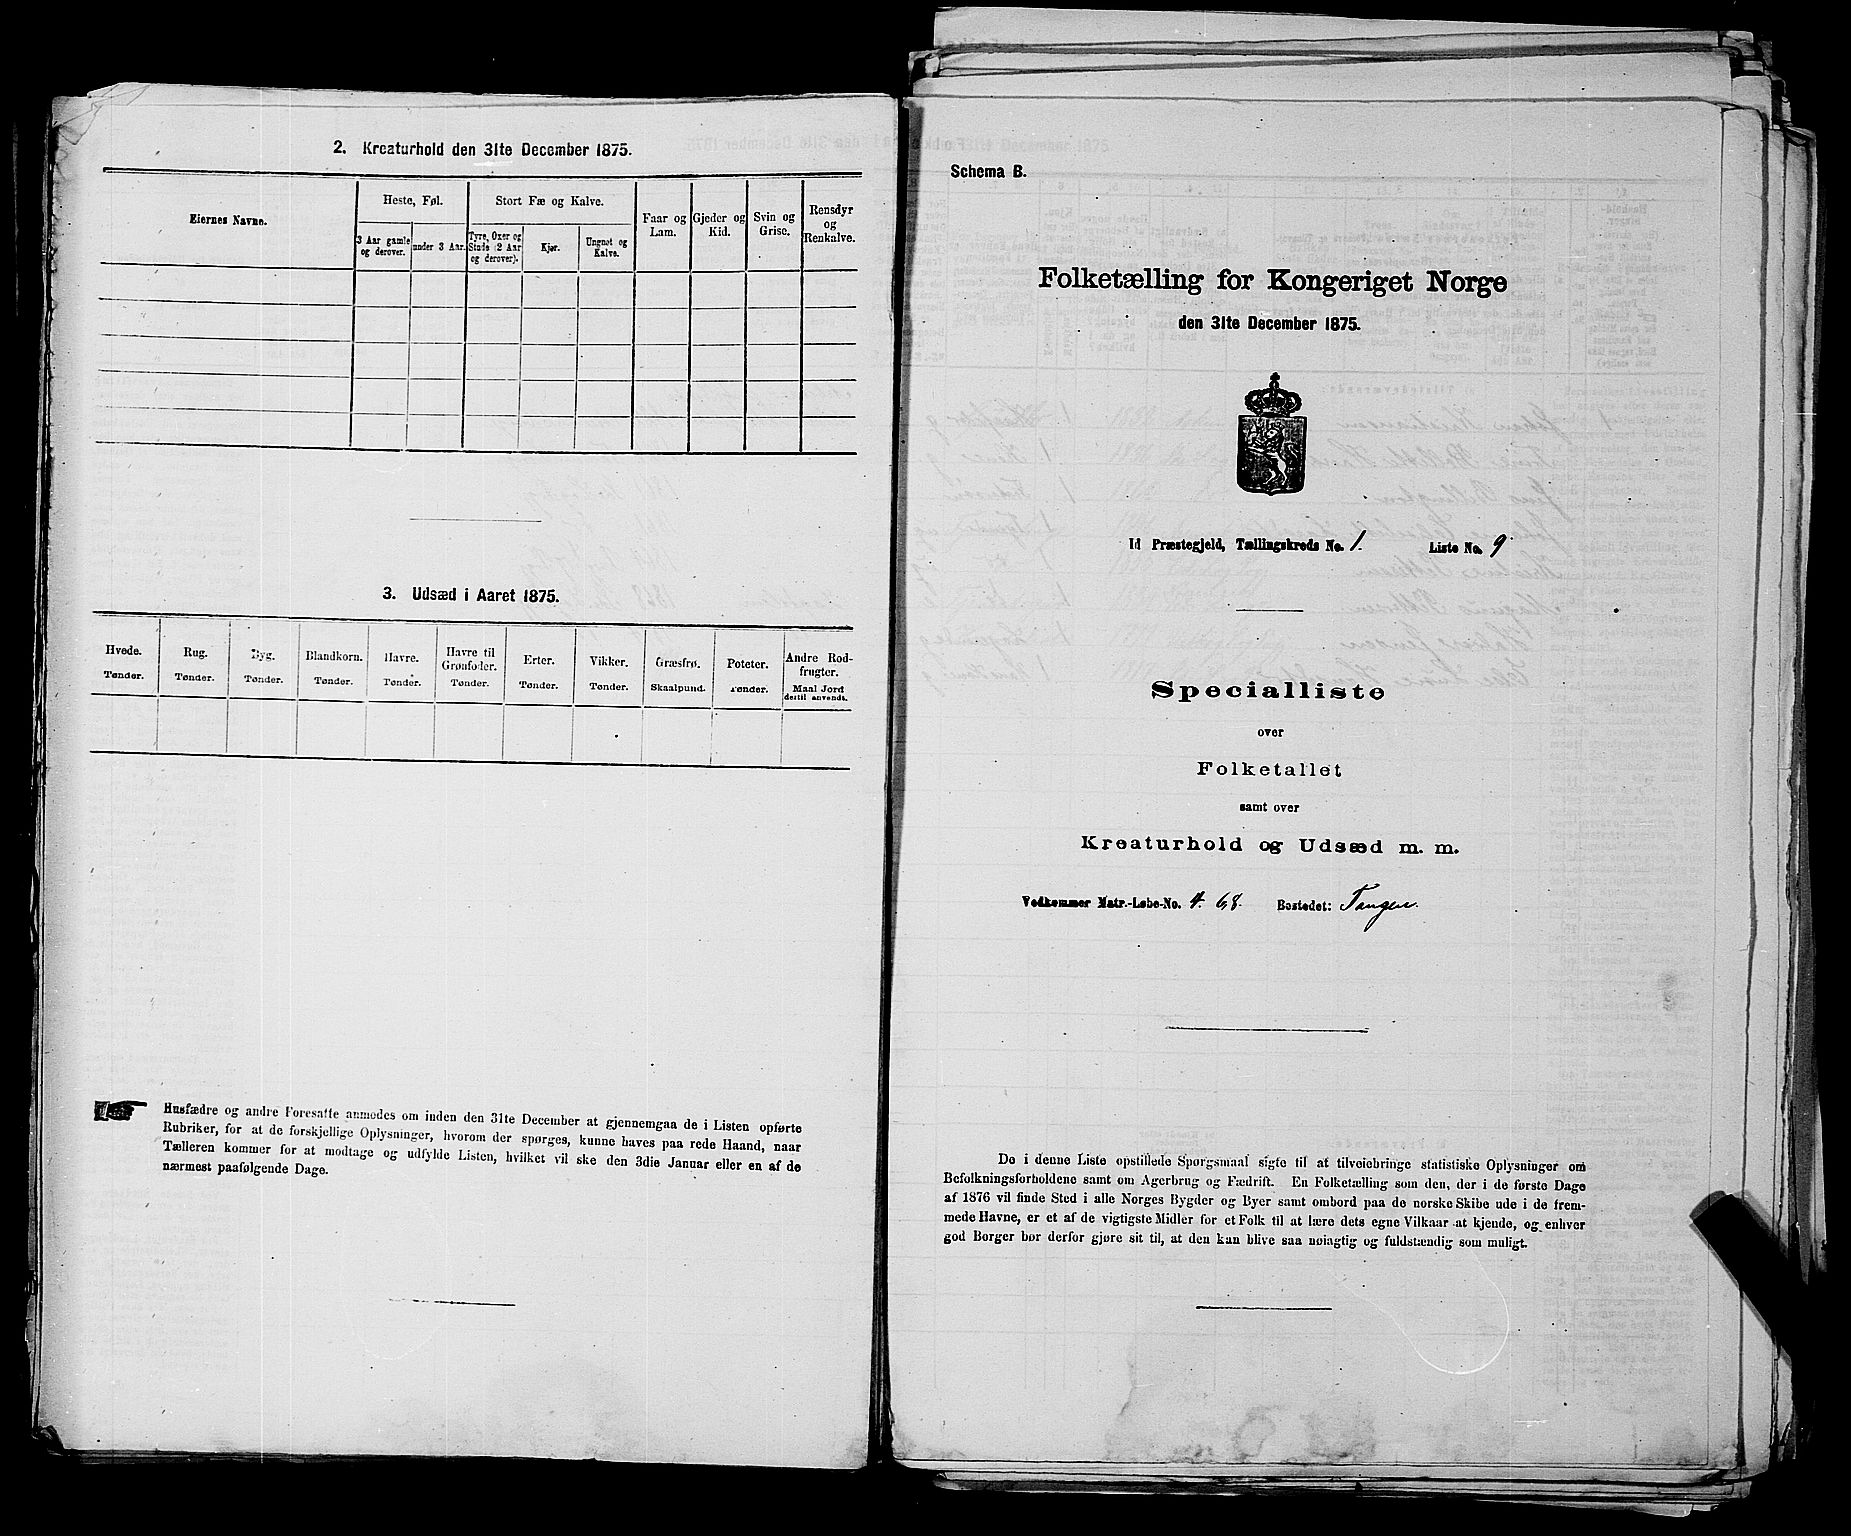 2. Kreaturhold den 31te December 1875.
Eiernes Navne.
Heste, Føl.
Stort Fæ og Kalve.
Faar og Lam.
Gjeder og Kid.
Svin og Grise.
Rensdyr og Renkalve.
3 Aar gamle og derover.
under 3 Aar.
Tyre, Oxer og Stude (2 Aar og derover).
Kjør.
Ungnøt og Kalve.
3. Udsæd i Aaret 1875.
Hvede.
Rug.
Byg.
Blandkorn.
Havre.
Havre til Grønfoder.
Erter.
Vikker.
Græsfrø.
Poteter.
Andre Rodfrugter.
Tønder.
Tønder.
Tønder.
Tønder.
Tønder.
Tønder.
Tønder.
Tønder.
Skaalpund.
Tønder.
Maal Jord dertil anvendt.
Husfædre og andre Foresatte anmodes om inden den 31te December at gjennemgaa de i Listen opførte
Rubriker, for at de forskjellige Oplysninger, hvorom der spørges, kunne haves paa rede Haand, naar
Tælleren kommer for at modtage og udfylde Listen, hvilket vil ske den 3die Januar eller en af de
nærmest paafølgende Dage.
Schema B.
Folketælling for Kongeriget Norge
den 31te December 1875.
Id Præstegjeld, Tællingskreds No. 1. Liste No. 9
Specialliste
over
Folketallet
samt over
Kreaturhold og Udsæd m. m.
Vedkommer Matr.-Løbe-No. 4. 68. Bostedet: Tangen.
De i denne Liste opstillede Spørgsmaal sigte til at tilveiebringe statistiske Oplysninger om
Befolkningsforholdene samt om Agerbrug og Fædrift. En Folketælling som den, der i de første Dage
af 1876 vil finde Sted i alle Norges Bygder og Byer samt ombord paa de norske Skibe ude i de frem-
mede Havne, er et af de vigtigste Midler for et Folk til at lære dets egne Vilkaar at kjende, og enhver
god Borger bør derfor gjøre sit til, at den kan blive saa nøiagtig og fuldstændig som muligt.